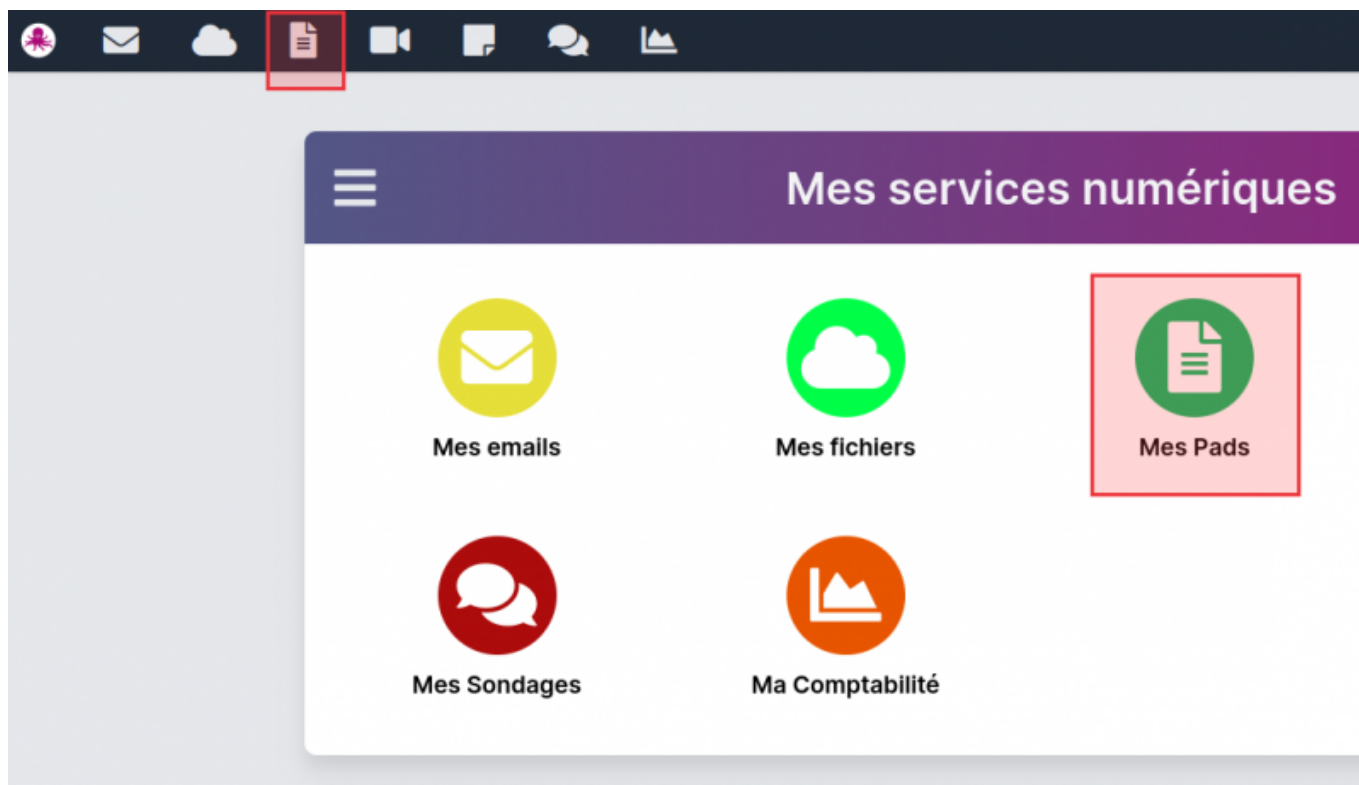 Mes services numériques
Mes emails
Mes fichiers
Mes Pads
Mes Sondages
Ma Comptabilité